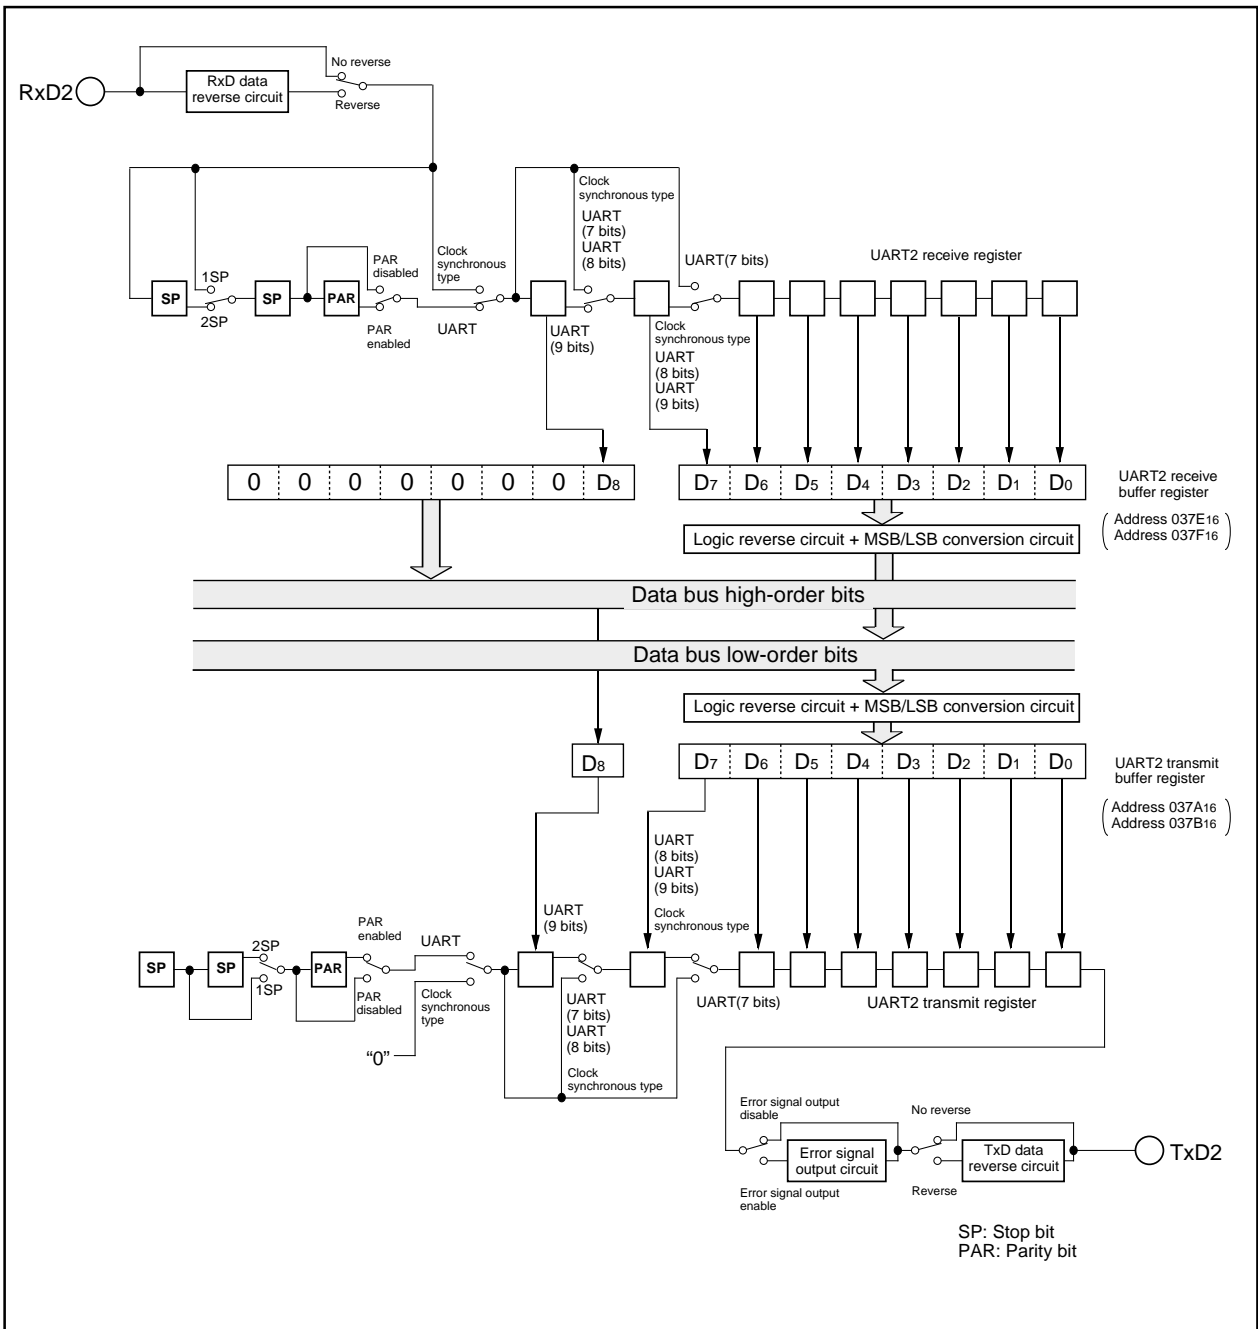 No reverse
RxD2
RxD data
reverse circuit
Reverse
Clock
synchronous type
UART
(7 bits)
UART
(8 bits)
UART(7 bits)
UART2 receive register
1SP
PAR
disabled
Clock
synchronous
type
SP
SP
PAR
2SP
PAR
enabled
UART
UART
(9 bits)
Clock
synchronous type
UART
(8 bits)
UART
(9 bits)
0 0 0 0 0 0 0 D8
D7 D6 D5 D4 D3 D2 D1 D0
UART2 receive
buffer register
Address 037E16
Address 037F16
Logic reverse circuit + MSB/LSB conversion circuit
Data bus high-order bits
Data bus low-order bits
Logic reverse circuit + MSB/LSB conversion circuit
D8
D7 D6 D5 D4 D3 D2 D1 D0
UART2 transmit
buffer register
Address 037A16
Address 037B16
UART
(8 bits)
UART
(9 bits)
Clock
synchronous type
UART
(9 bits)
PAR
enabled
UART
2SP
SP
SP
PAR
1SP
PAR
disabled
Clock
synchronous
type
“0”
UART
(7 bits)
UART
(8 bits)
Clock
synchronous type
UART(7 bits)
UART2 transmit register
Error signal output
disable
No reverse
Error signal
output circuit
TxD data
reverse circuit
TxD2
Error signal output
enable
Reverse
SP: Stop bit
PAR: Parity bit